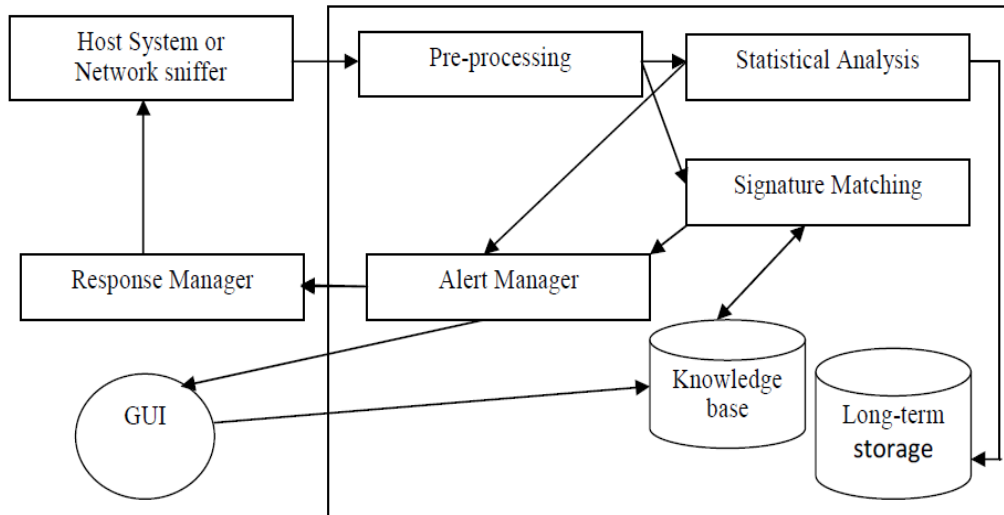 Host System or
Network sniffer
Pre-processing
Statistical Analysis
Signature Matching
Response Manager
Alert Manager
Knowledge
base
GUI
Long-term
storage